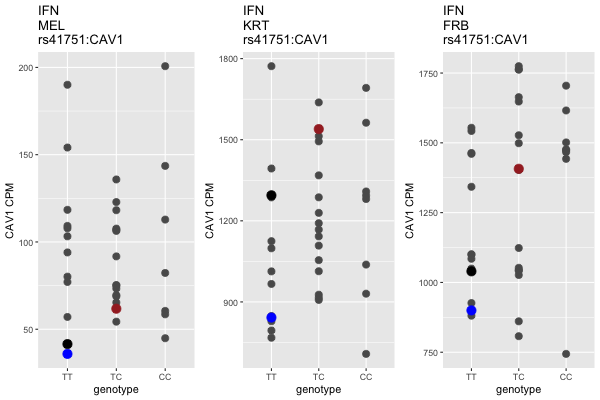 IFN
MEL
rs41751:CAV1
200
150
100
50
CAV1 CPM
TT TC CC
genotype
IFN
KRT
rs41751:CAV1
1800
1500
1200
900
CAV1 CPM
TT TC CC
genotype
IFN
FRB
rs41751:CAV1
1750
1500
1250
1000
750
CAV1 CPM
TT TC CC
genotype